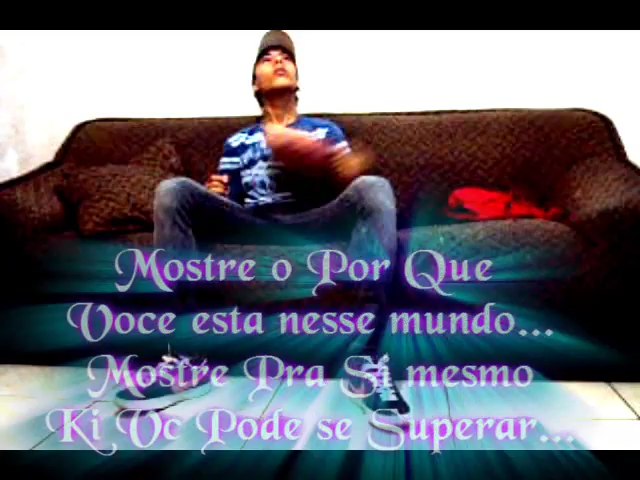 Mostre o Por Que
Voce esta nesse mundo...
Mostre Pra Si mesmo
Ki Vc Pode se Superar...